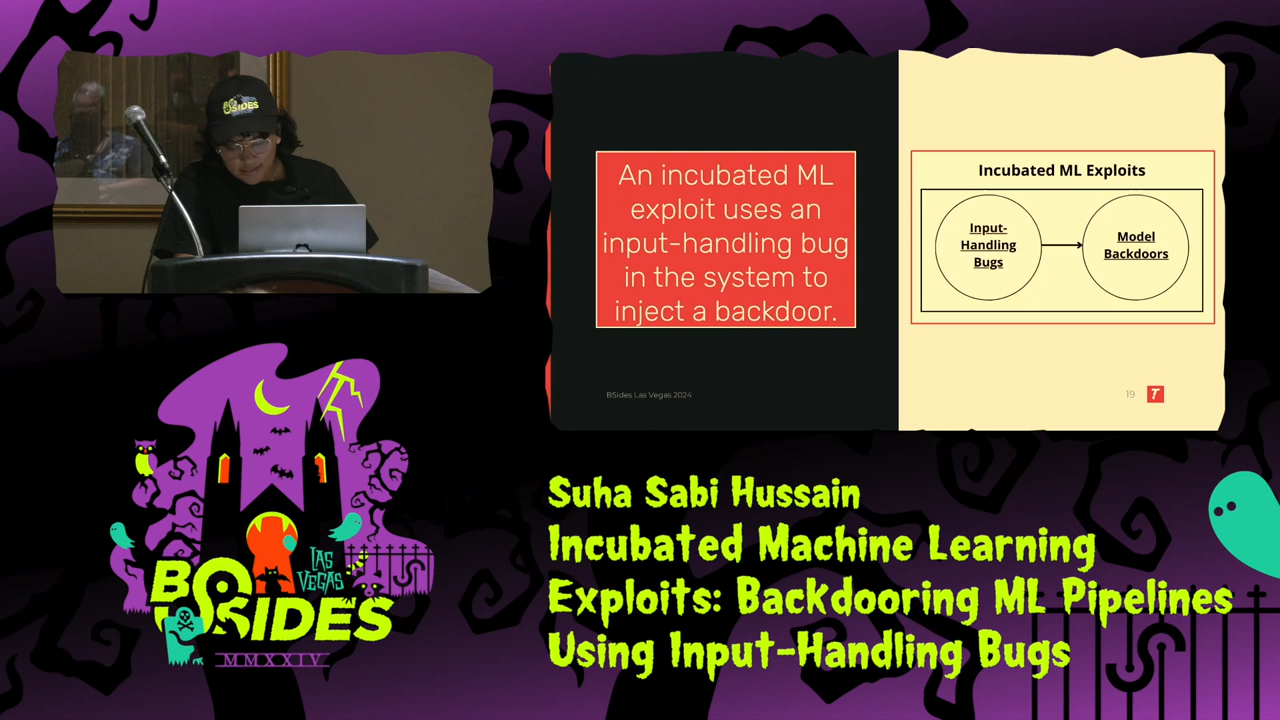 BSIDES
An incubated ML
exploit uses an
input-handling bug
in the system to
inject a backdoor.
BSides Las Vegas 2024
Incubated ML Exploits
Input-
Handling
Bugs
Model
Backdoors
19
T
BSIDES
LAS
VEGAS
MMXXIV
Suha Sabi Hussain
Incubated Machine Learning
Exploits: Backdooring ML Pipelines
Using Input-Handling Bugs